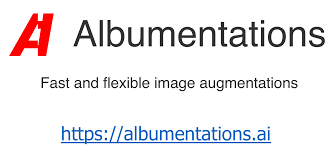 Albumentations
Fast and flexible image augmentations
https://albumentations.ai